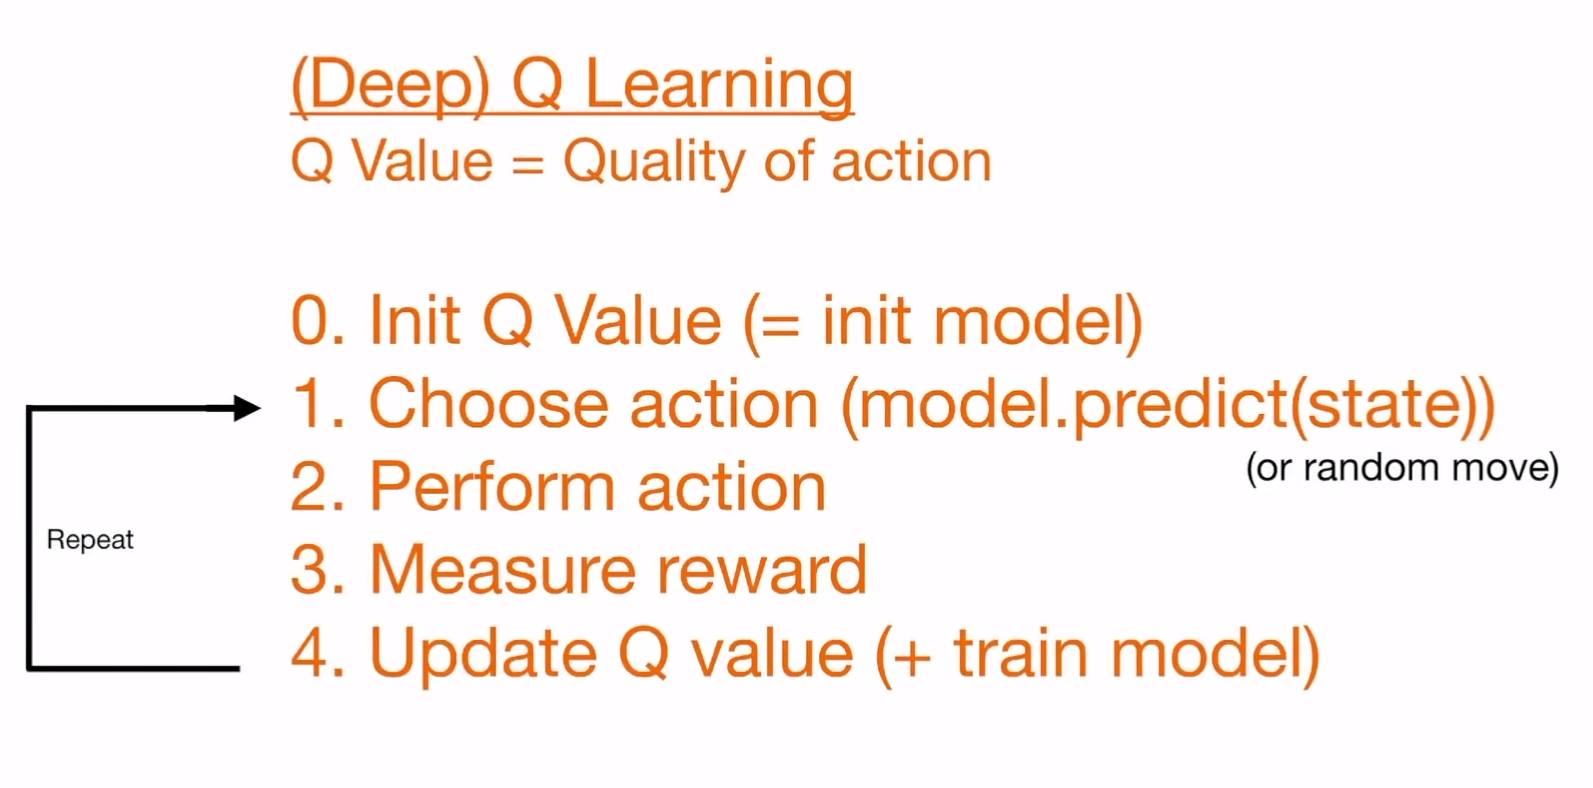 (Deep) Q Learning
Q Value = Quality of action
0. Init Q Value (= init model)
1. Choose action (model.predict(state))
(or random move)
2. Perform action
Repeat
3. Measure reward
4. Update Q value (+ train model)